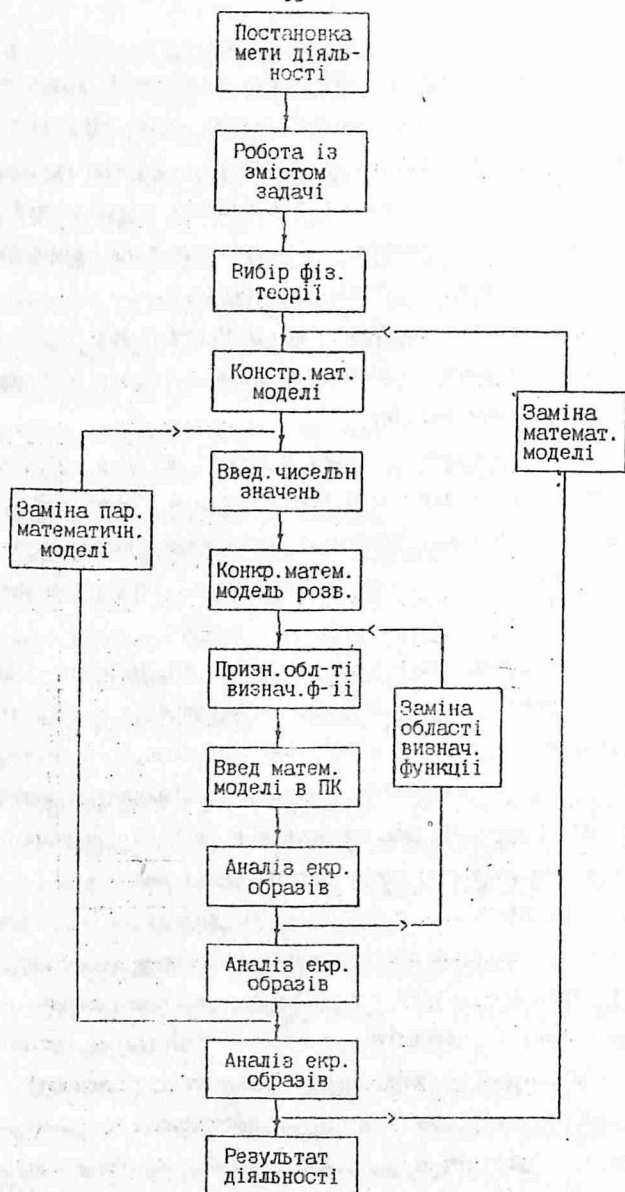 Постановка
мети діяль-
ності
Робота із
змістом
задачі
Вибір фіз.
теорії
Констр.мат.
моделі
Заміна
математ.
моделі
Введ.чисельн
значень
Заміна пар.
математичн.
моделі
Конкр.матем.
модель розв.
Призн.обл-ті
визнач.ф-іі
Заміна
області
визнач.
функціі
Введ матем.
моделі в ПК
Аналіз екр.
образів
Аналіз екр.
образів
Аналіз екр.
образів
Результат
діяльності